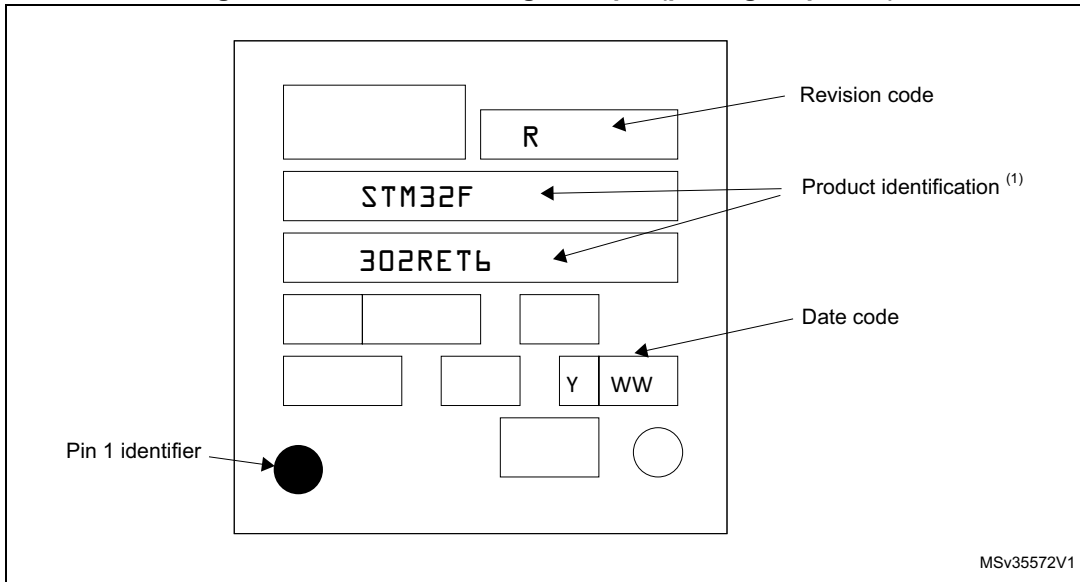 Revision code
R
STM32F
Product identification (1)
302RET6
Date code
Y WW
Pin 1 identifier
MSv35572V1